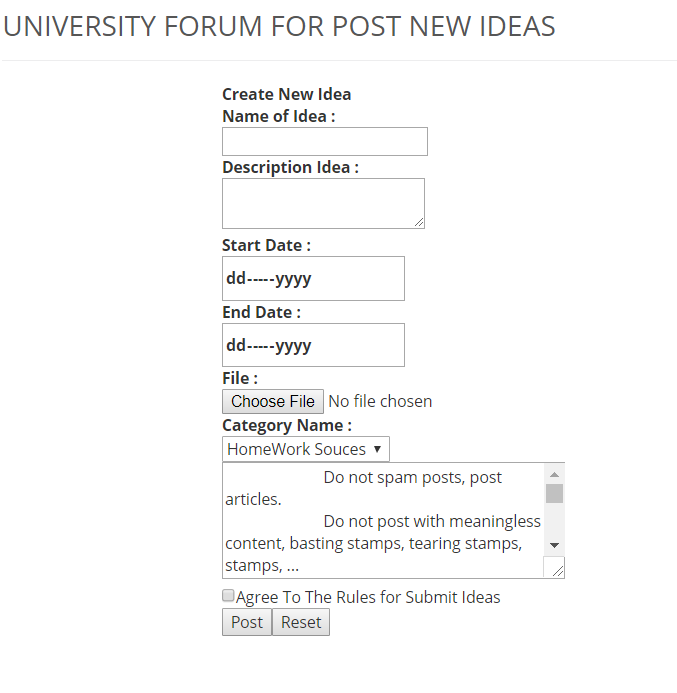 UNIVERSITY FORUM FOR POST NEW IDEAS
Create New Idea
Name of Idea :
Description Idea :
Start Date :
dd-----yyyy
End Date :
dd-----yyyy
File :
Choose File No file chosen
Category Name :
HomeWork Souces
Do not spam posts, post
articles.
Do not post with meaningless
content, basting stamps, tearing stamps,
stamps, ...
Agree To The Rules for Submit Ideas
Post Reset